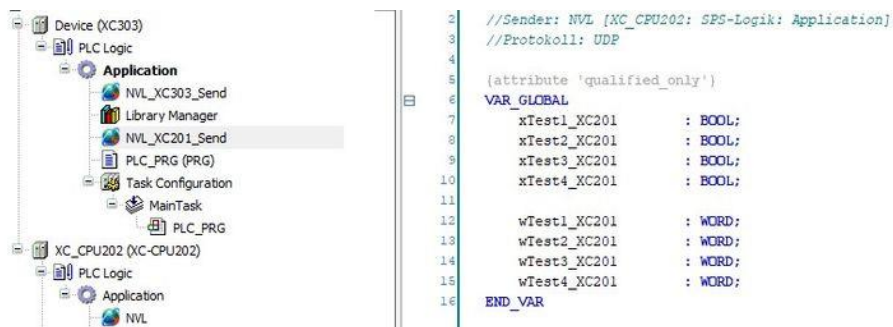 Device (XC303)
PLC Logic
Application
NVL_XC303_Send
Library Manager
NVL_XC201_Send
PLC_PRG (PRG)
Task Configuration
MainTask
PLC_PRG
XC_CPU202 (XC-CPU202)
PLC Logic
Application
NVL
2 //Sender: NVL [XC_CPU202: SPS-Logik: Application]
3 //Protokoll: UDP
4
5 {attribute 'qualified_only'}
6 VAR_GLOBAL
7 xTest1_XC201 : BOOL;
8 xTest2_XC201 : BOOL;
9 xTest3_XC201 : BOOL;
10 xTest4_XC201 : BOOL;
11
12 wTest1_XC201 : WORD;
13 wTest2_XC201 : WORD;
14 wTest3_XC201 : WORD;
15 wTest4_XC201 : WORD;
16 END_VAR